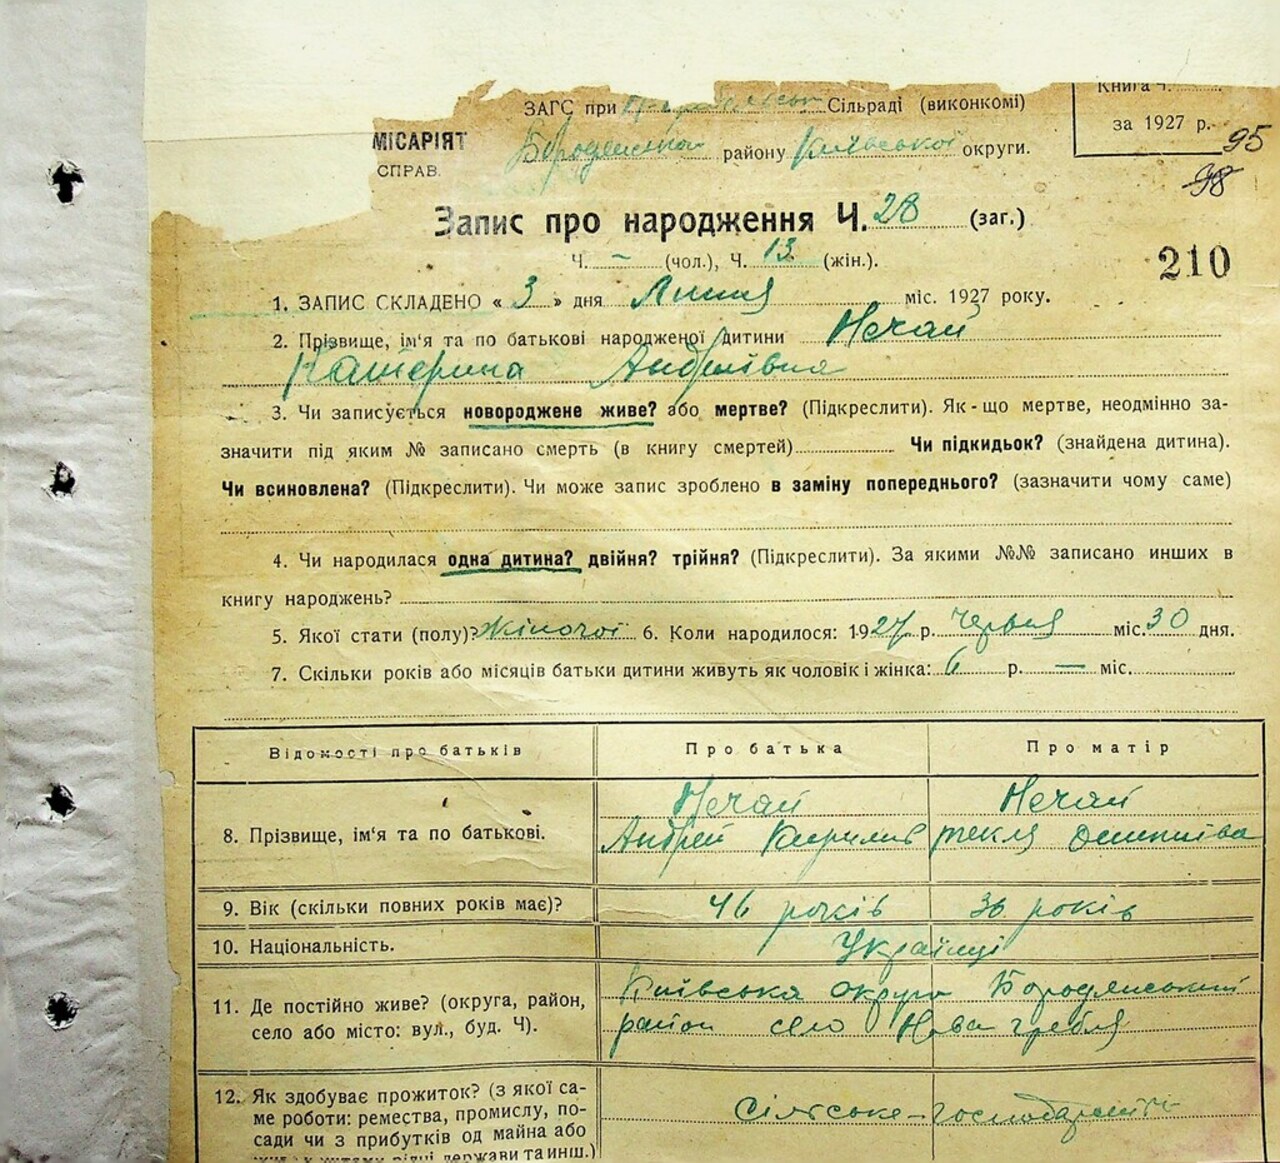 Книга Ч.
ЗАГС при Сільраді (виконкомі)
за 1927 р.
МІСАРІЯТ
району Київської округи.
95
СПРАВ.
98
Запис про народження Ч. 28 (заг.)
Ч. – (чол.), Ч. 13 (жін.).
210
1. ЗАПИС СКЛАДЕНО « 3 » дня Липня міс. 1927 року.
2. Прізвище, ім'я та по батькові народженої дитини Нечай
Катерина Андріївна
3. Чи записується новороджене живе? або мертве? (Підкреслити). Як-що мертве, неодмінно за-
значити під яким № записано смерть (в книгу смертей) Чи підкидьок? (знайдена дитина).
Чи всиновлена? (Підкреслити). Чи може запис зроблено в заміну попереднього? (зазначити чому саме)
4. Чи народилася одна дитина? двійня? трійня? (Підкреслити). За якими №№ записано инших в
книгу народжень?
5. Якої стати (полу)? Жіночої 6. Коли народилося: 1927 р. Червня міс. 30 дня.
7. Скільки років або місяців батьки дитини живуть як чоловік і жінка: 6 р. — міс.
Відомості про батьків Про батька Про матір
Нечай Нечай
8. Прізвище, ім'я та по батькові. Андрей Кирилів текля
9. Вік (скільки повних років має)? 46 років 36 років
10. Національність. Українці
11. Де постійно живе? (округа, район, Київська округа Бородянський
село або місто: вул., буд. Ч). район село Нова гребля
12. Як здобуває прожиток? (з якої са-
ме роботи: ремества, промислу, по- Сільське-господарство
сади чи з прибутків од майна або
держави та инш.)